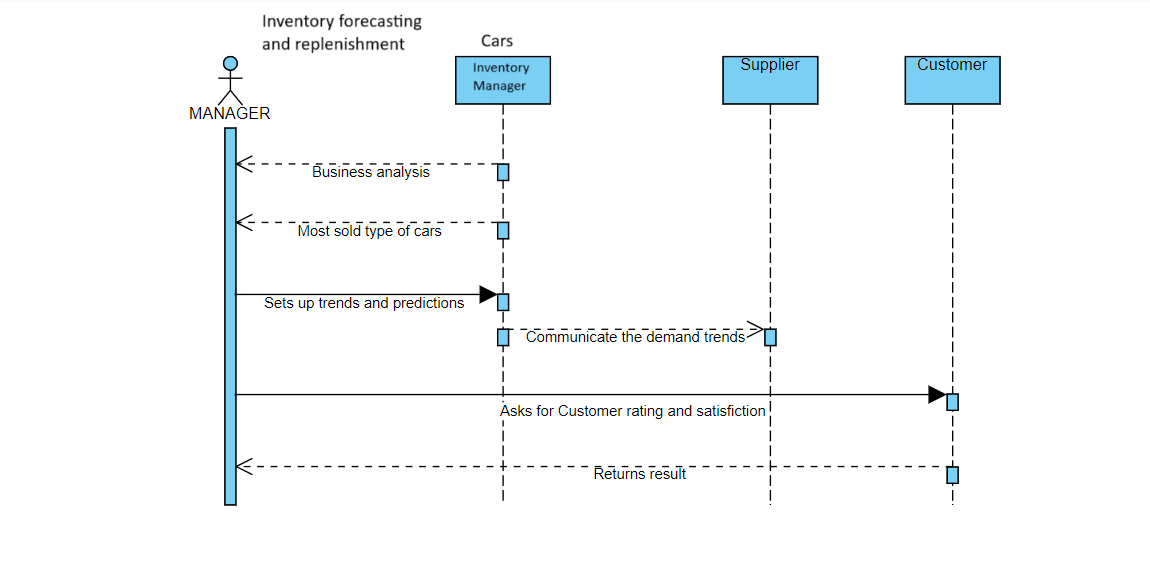 Inventory forecasting
and replenishment
Cars
Inventory
Manager
Supplier
Customer
MANAGER
Business analysis
Most sold type of cars
Sets up trends and predictions
Communicate the demand trends
Asks for Customer rating and satisfiction
Returns result